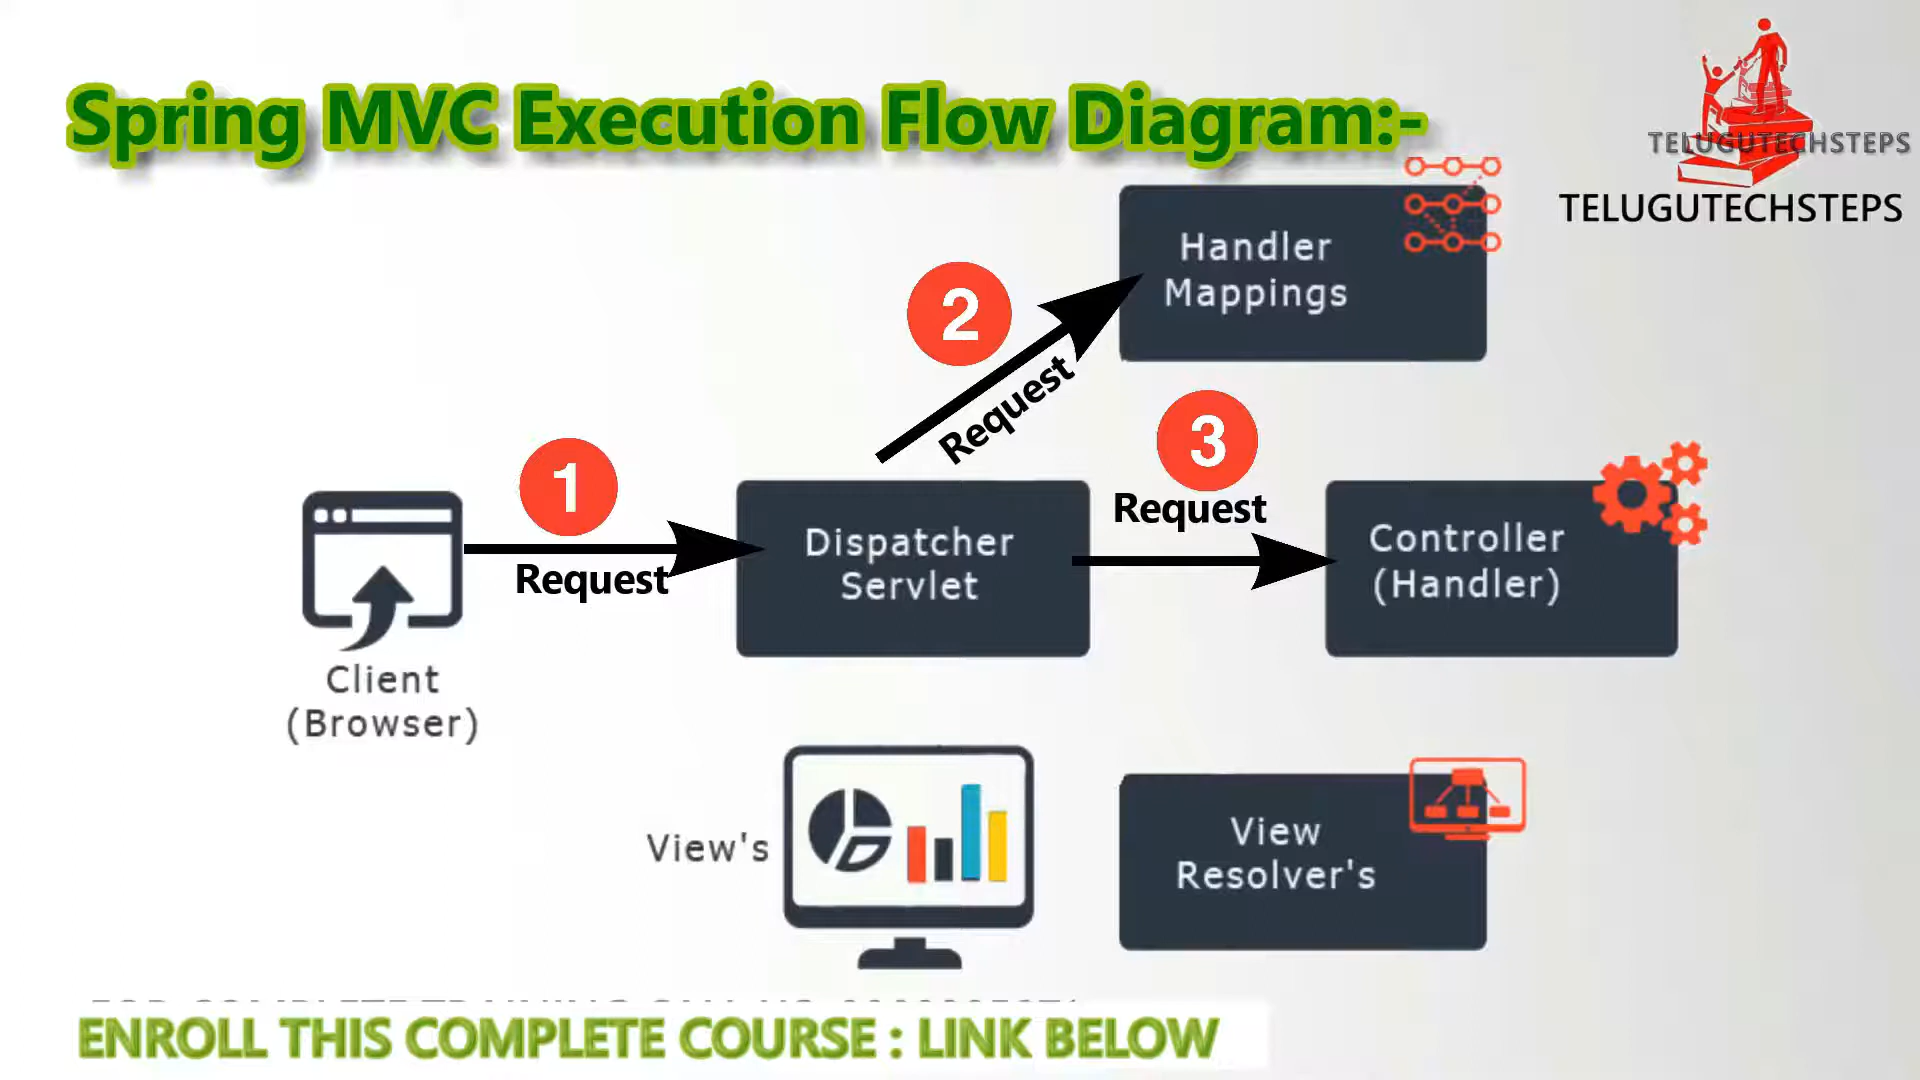 Spring MVC Execution Flow Diagram:-
TELUGUTECHSTEPS
TELUGUTECHSTEPS
Handler
Mappings
2
Request
3
Request
1
Request
Dispatcher
Servlet
Controller
(Handler)
Client
(Browser)
View's
View
Resolver's
ENROLL THIS COMPLETE COURSE : LINK BELOW